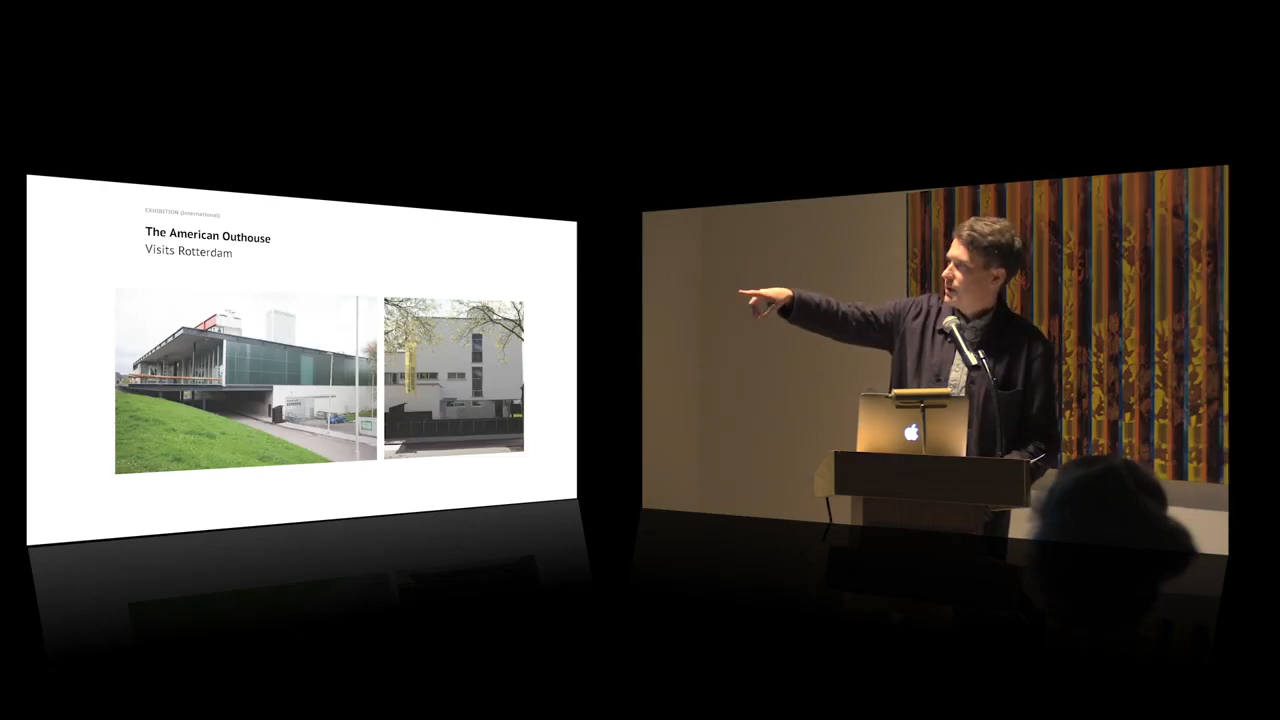 EXHIBITION (International)
The American Outhouse
Visits Rotterdam